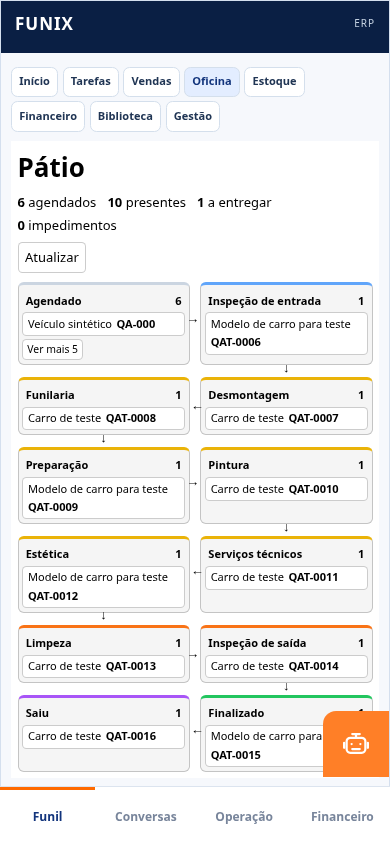 FUNIX ERP
Início Tarefas Vendas Oficina Estoque
Financeiro Biblioteca Gestão
Pátio
6 agendados 10 presentes 1 a entregar
0 impedimentos
Atualizar
Agendado 6
Veículo sintético QA-000
Ver mais 5
→
Inspeção de entrada 1
Modelo de carro para teste
QAT-0006
↓
Funilaria 1
Carro de teste QAT-0008
←
Desmontagem 1
Carro de teste QAT-0007
↓
Preparação 1
Modelo de carro para teste
QAT-0009
→
Pintura 1
Carro de teste QAT-0010
↓
Estética 1
Modelo de carro para teste
QAT-0012
←
Serviços técnicos 1
Carro de teste QAT-0011
↓
Limpeza 1
Carro de teste QAT-0013
→
Inspeção de saída 1
Carro de teste QAT-0014
↓
Saiu 1
Carro de teste QAT-0016
←
Finalizado
Modelo de carro para
QAT-0015
Funil Conversas Operação Financeiro